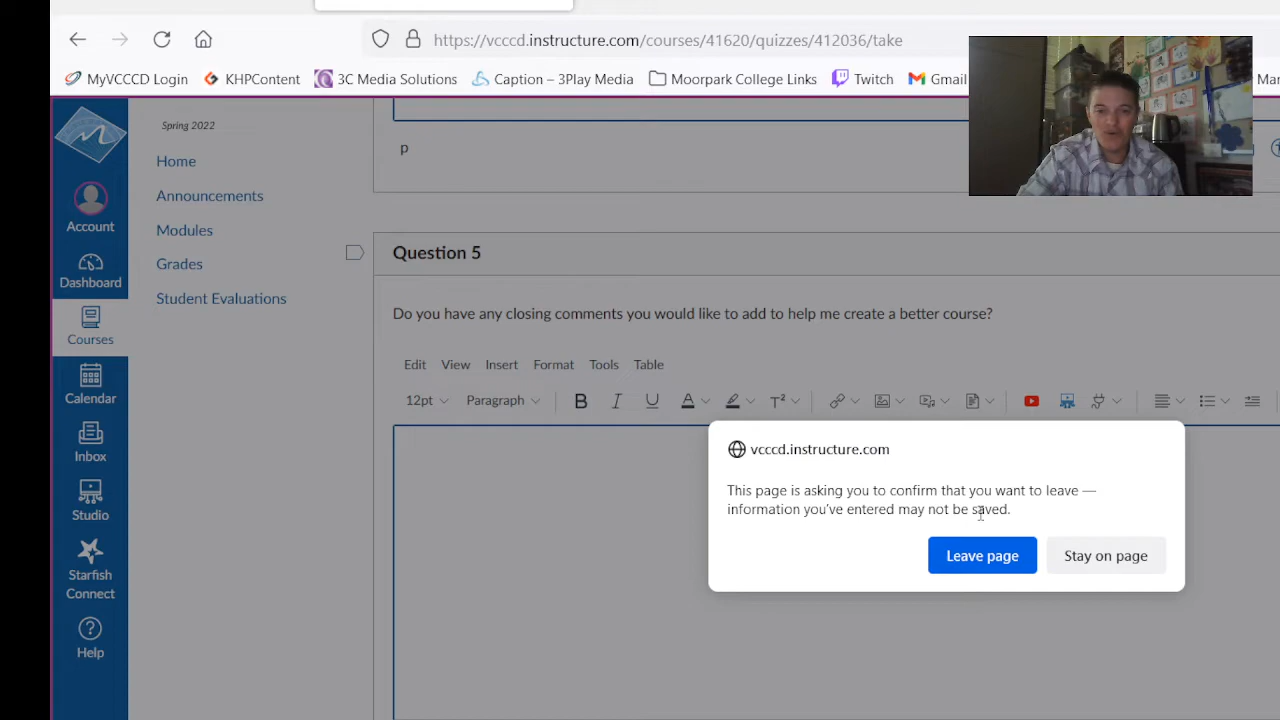 https://vcccd.instructure.com/courses/41620/quizzes/412036/take
MyVCCCD Login KHPContent 3C Media Solutions Caption – 3Play Media Moorpark College Links Twitch Gmail
Spring 2022
Home
Announcements
Modules
Grades
Student Evaluations
Account
Dashboard
Courses
Calendar
Inbox
Studio
Starfish
Connect
Help
p
Question 5
Do you have any closing comments you would like to add to help me create a better course?
Edit View Insert Format Tools Table
12pt Paragraph B I U A T²
vcccd.instructure.com
This page is asking you to confirm that you want to leave —
information you’ve entered may not be saved.
Leave page Stay on page